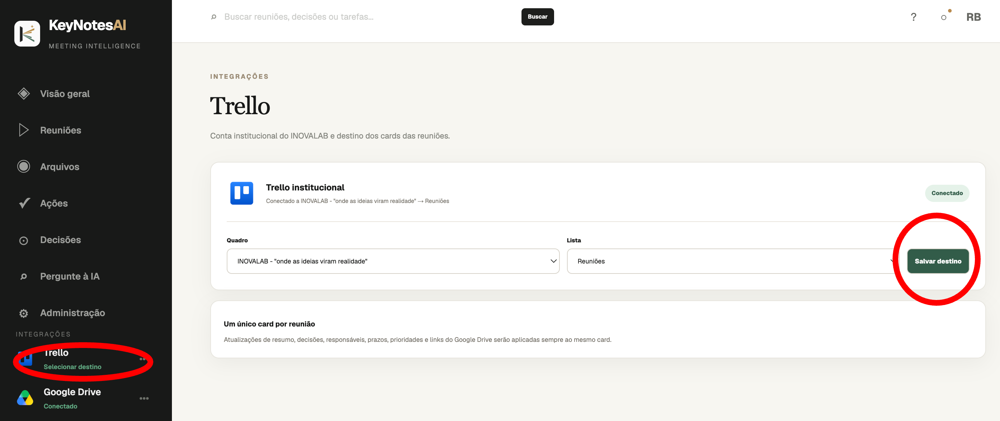 KeyNotesAI
MEETING INTELLIGENCE
Visão geral
Reuniões
Arquivos
Ações
Decisões
Pergunte à IA
Administração
INTEGRAÇÕES
Trello
Selecionar destino
Google Drive
Conectado
Buscar reuniões, decisões ou tarefas...
Buscar
?
RB
INTEGRAÇÕES
Trello
Conta institucional do INOVALAB e destino dos cards das reuniões.
Trello institucional
Conectado a INOVALAB - "onde as ideias viram realidade" → Reuniões
Conectado
Quadro
INOVALAB - "onde as ideias viram realidade"
Lista
Reuniões
Salvar destino
Um único card por reunião
Atualizações de resumo, decisões, responsáveis, prazos, prioridades e links do Google Drive serão aplicadas sempre ao mesmo card.